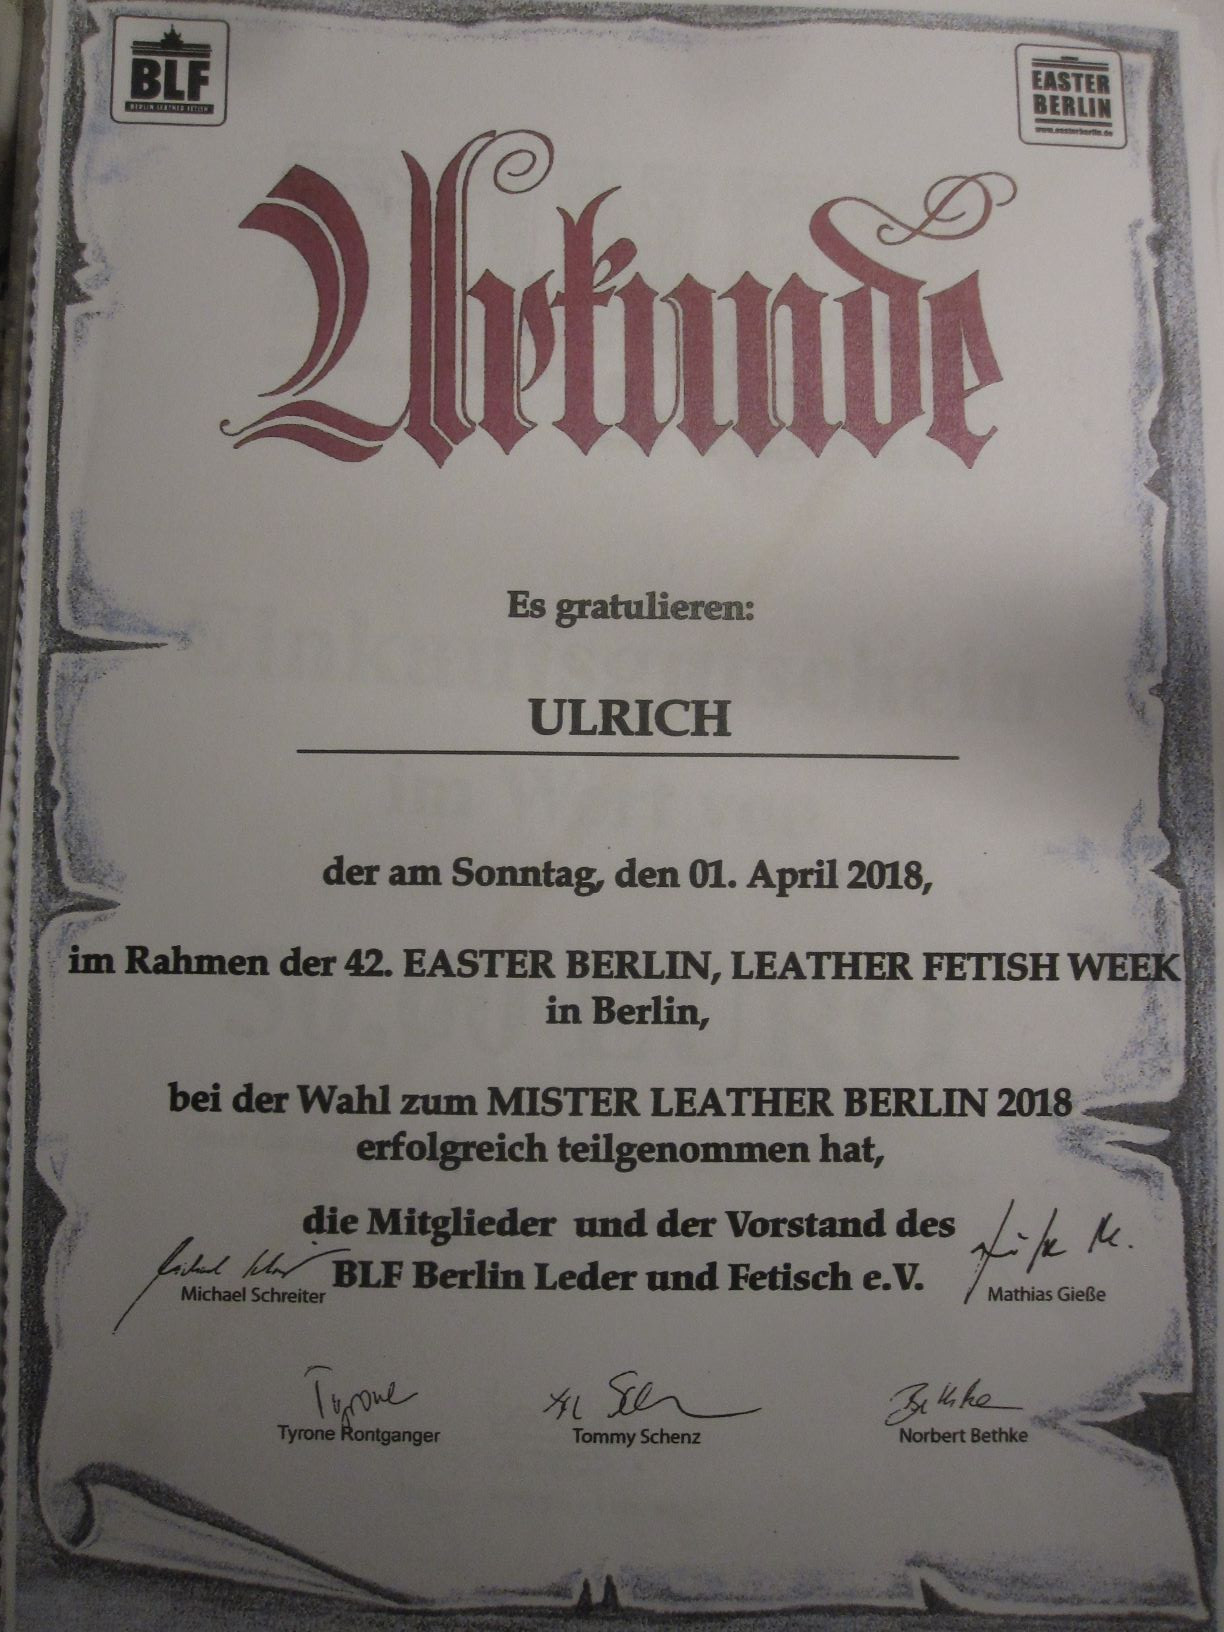 BLF
BERLIN LEATHER FETISH
EASTER
BERLIN
www.easterberlin.de
Urkunde
Es gratulieren:
ULRICH
der am Sonntag, den 01. April 2018,
im Rahmen der 42. EASTER BERLIN, LEATHER FETISH WEEK
in Berlin,
bei der Wahl zum MISTER LEATHER BERLIN 2018
erfolgreich teilgenommen hat,
die Mitglieder und der Vorstand des
BLF Berlin Leder und Fetisch e.V.
Michael Schreiter
Mathias Gieße
Tyrone
Tyrone Rontganger
Tommy Schenz
Norbert Bethke